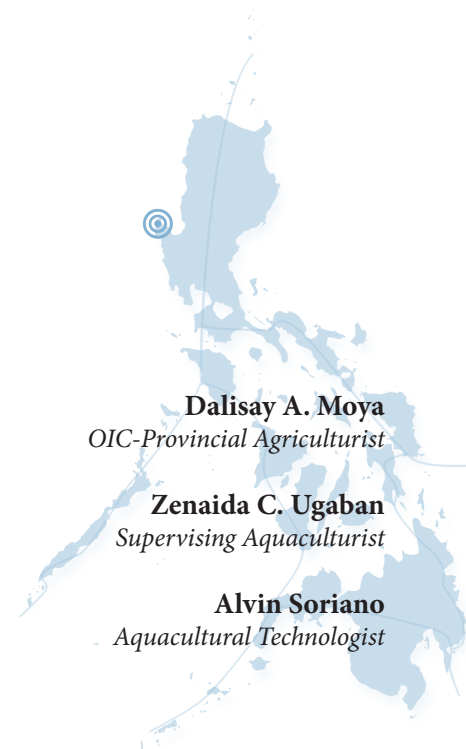 Dalisay A. Moya
OIC-Provincial Agriculturist
Zenaida C. Ugaban
Supervising Aquaculturist
Alvin Soriano
Aquacultural Technologist